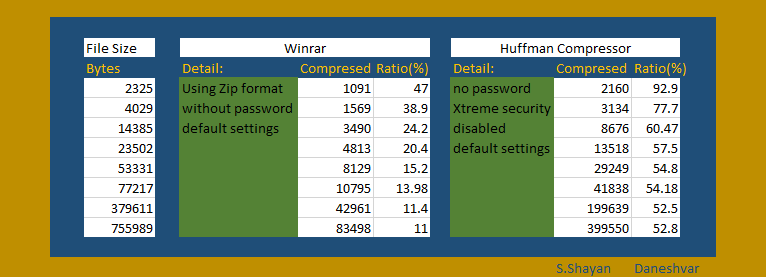 File Size Winrar Huffman Compressor
Bytes Detail: Compresed Ratio(%) Detail: Compresed Ratio(%)
2325 Using Zip format 1091 47 no password 2160 92.9
4029 without password 1569 38.9 Xtreme security 3134 77.7
14385 default settings 3490 24.2 disabled 8676 60.47
23502 4813 20.4 default settings 13518 57.5
53331 8129 15.2 29249 54.8
77217 10795 13.98 41838 54.18
379611 42961 11.4 199639 52.5
755989 83498 11 399550 52.8
S.Shayan Daneshvar